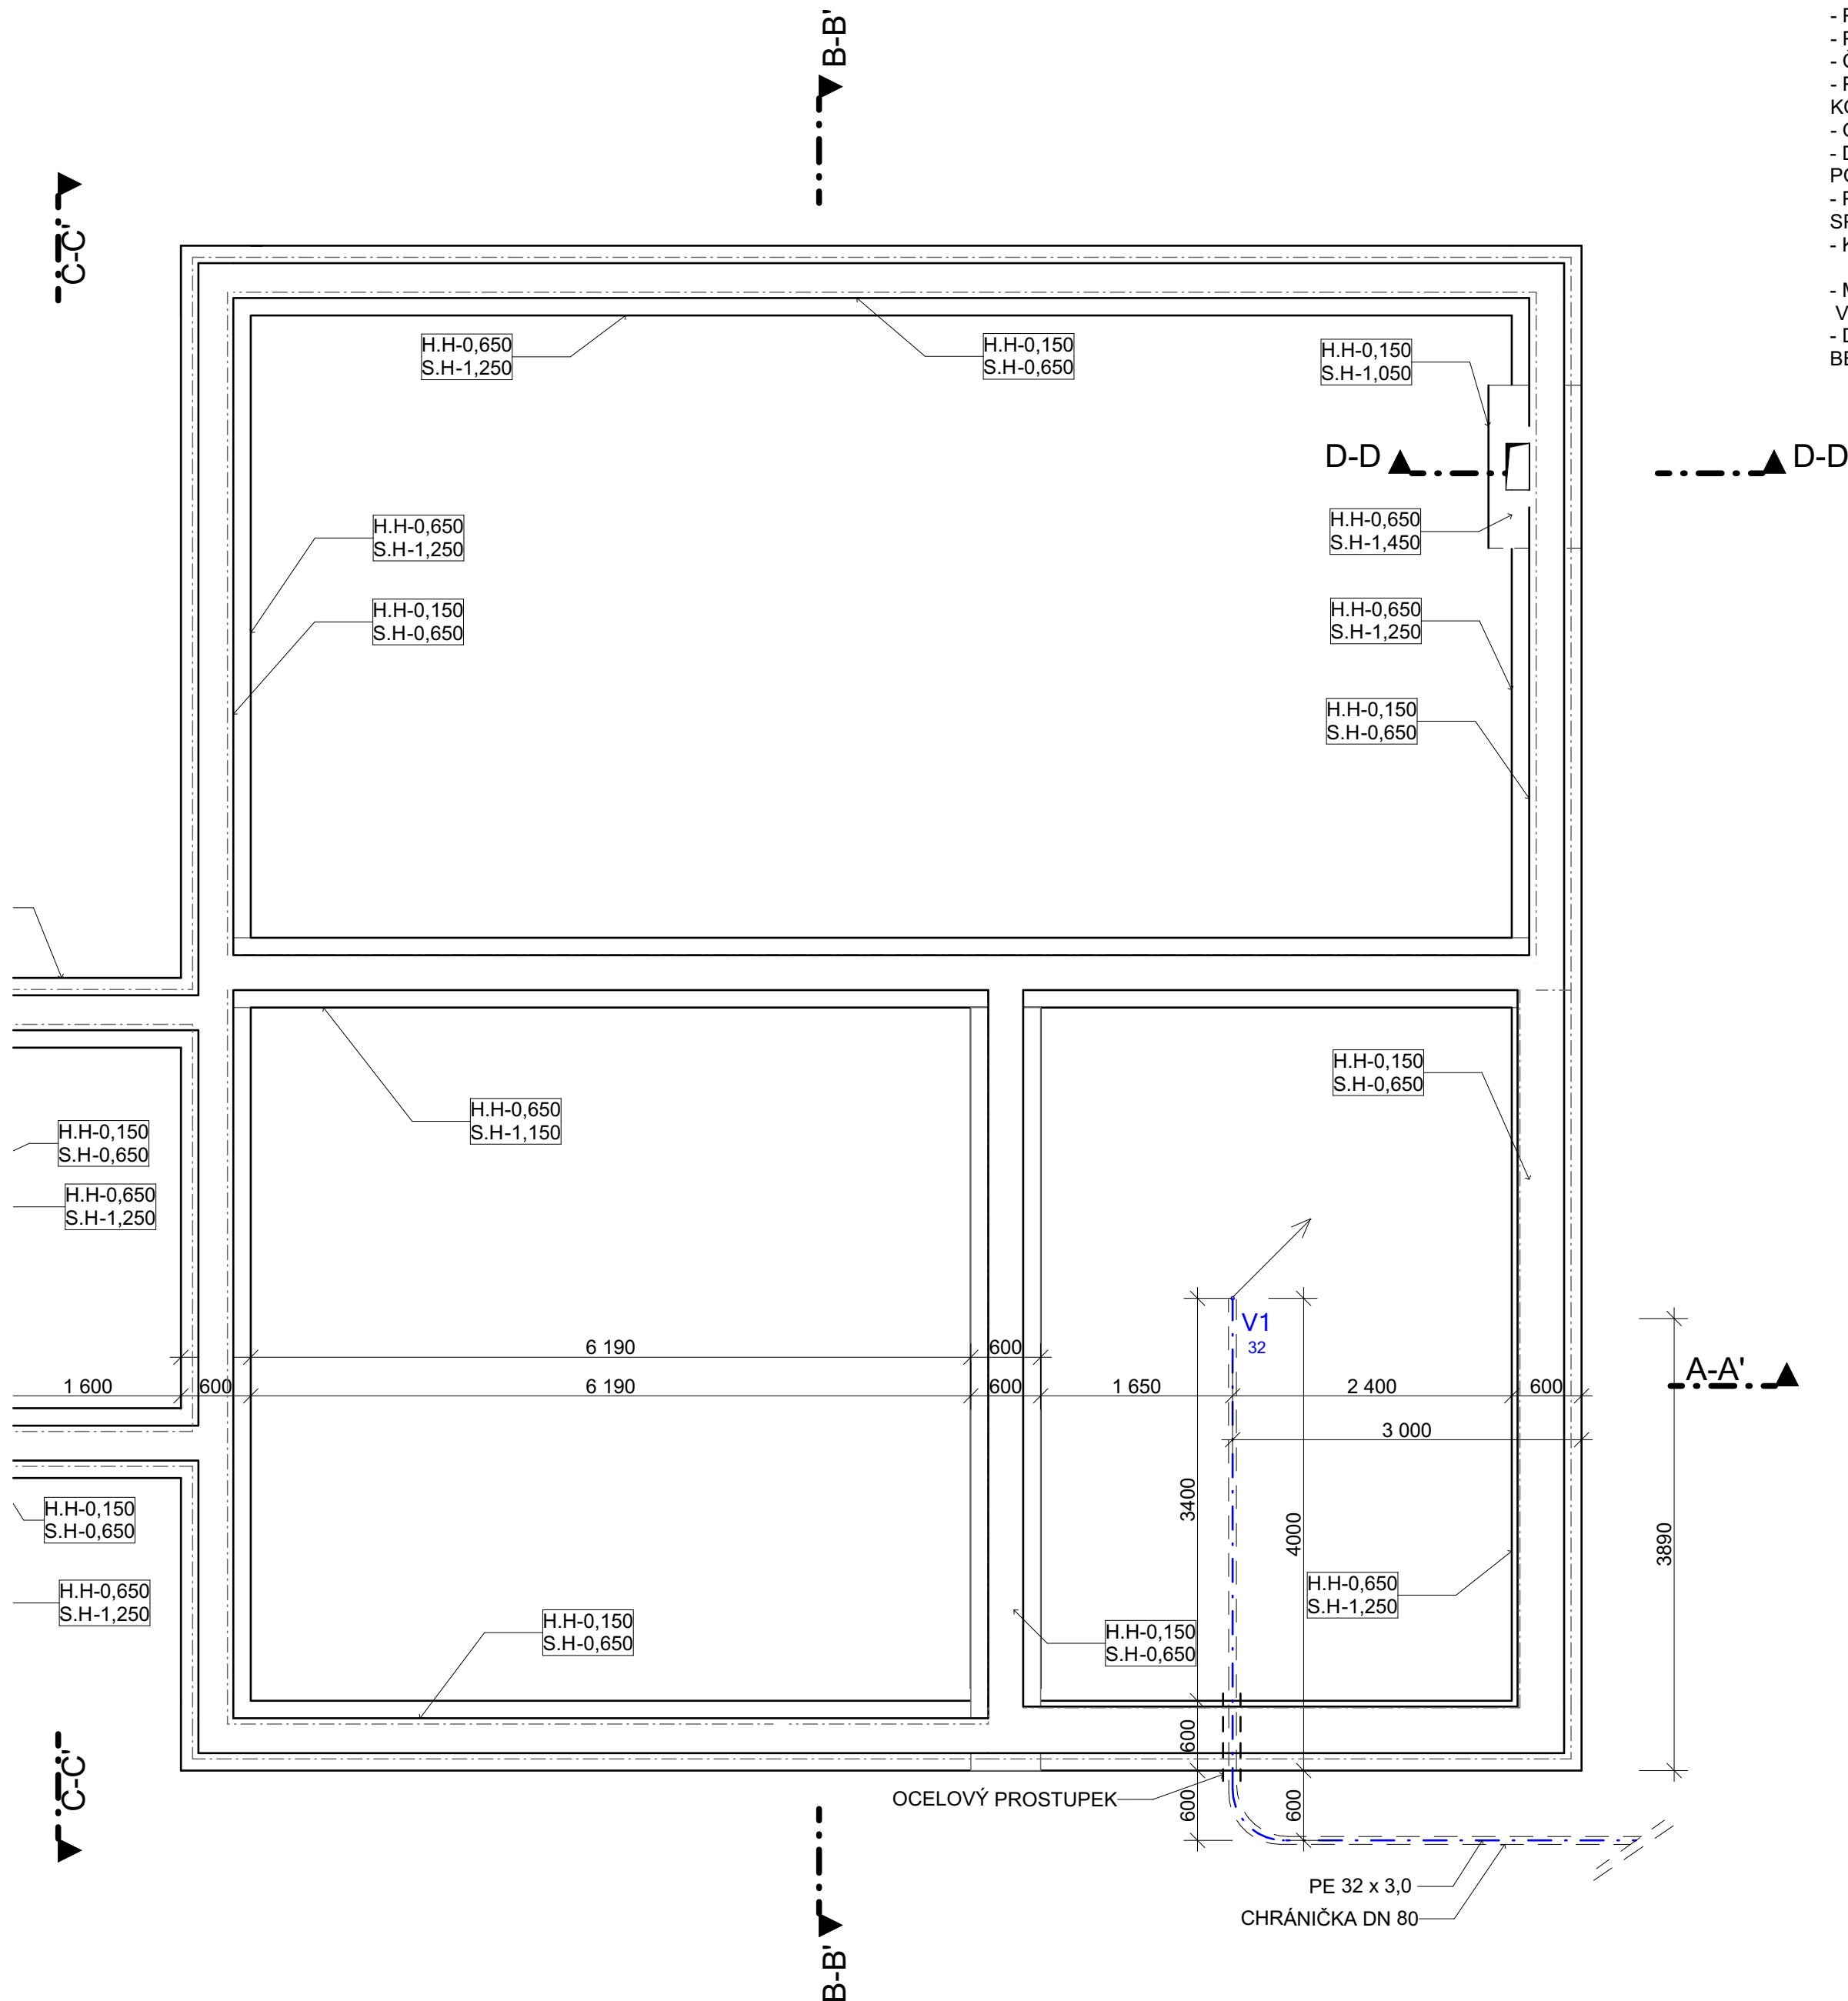 B-B'
C-C'
H.H-0,650
S.H-1,250
H.H-0,150
S.H-0,650
H.H-0,150
S.H-1,050
D-D
D-D
H.H-0,650
S.H-1,250
H.H-0,650
S.H-1,450
H.H-0,150
S.H-0,650
H.H-0,650
S.H-1,250
H.H-0,150
S.H-0,650
H.H-0,150
S.H-0,650
H.H-0,650
S.H-1,150
H.H-0,150
S.H-0,650
H.H-0,650
S.H-1,250
V1
32
6 190
600
1 600
600
6 190
600
1 650
2 400
600
A-A'
3 000
3400
4000
3890
H.H-0,150
S.H-0,650
H.H-0,650
S.H-1,250
H.H-0,650
S.H-1,250
H.H-0,150
S.H-0,650
H.H-0,150
S.H-0,650
600
C-C'
OCELOVÝ PROSTUPEK
600
600
PE 32 x 3,0
CHRÁNIČKA DN 80
B-B'